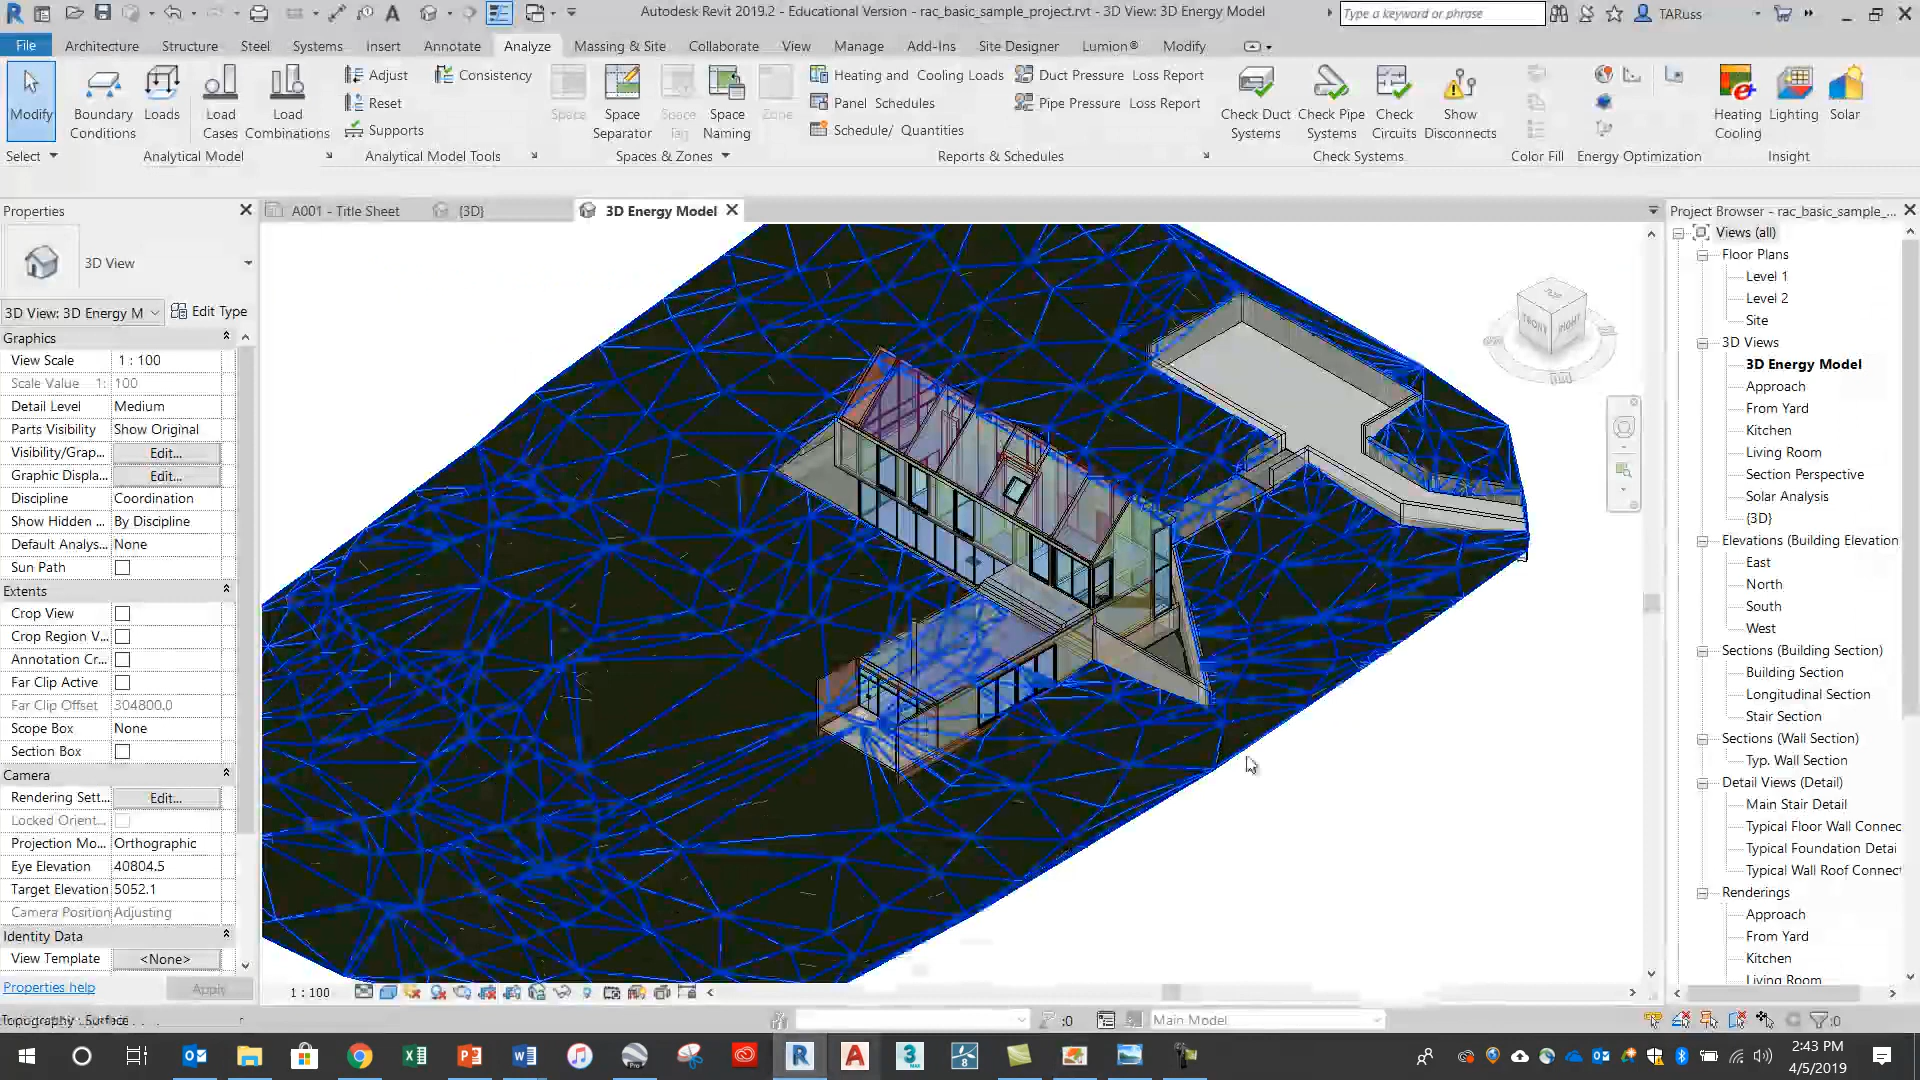 Autodesk Revit 2019.2 - Educational Version - rac_basic_sample_project.rvt - 3D View: 3D Energy Model
Type a keyword or phrase
TARuss
File Architecture Structure Steel Systems Insert Annotate Analyze Massing & Site Collaborate View Manage Add-Ins Site Designer Lumion® Modify
Modify
Boundary Conditions
Loads
Load Cases
Load Combinations
Adjust
Reset
Supports
Consistency
Space
Space Separator
Space Tag
Space Naming
Zone
Heating and Cooling Loads
Panel Schedules
Schedule/ Quantities
Duct Pressure Loss Report
Pipe Pressure Loss Report
Check Duct Systems
Check Pipe Systems
Check Circuits
Show Disconnects
Heating Cooling
Lighting
Solar
Select
Analytical Model
Analytical Model Tools
Spaces & Zones
Reports & Schedules
Check Systems
Color Fill
Energy Optimization
Insight
Properties
3D View
3D View: 3D Energy M
Edit Type
Graphics
View Scale 1 : 100
Scale Value 1: 100
Detail Level Medium
Parts Visibility Show Original
Visibility/Grap... Edit...
Graphic Displa... Edit...
Discipline Coordination
Show Hidden ... By Discipline
Default Analys... None
Sun Path
Extents
Crop View
Crop Region V...
Annotation Cr...
Far Clip Active
Far Clip Offset 304800.0
Scope Box None
Section Box
Camera
Rendering Sett... Edit...
Locked Orient...
Projection Mo... Orthographic
Eye Elevation 40804.5
Target Elevation 5052.1
Camera Position Adjusting
Identity Data
View Template <None>
Properties help
Apply
A001 - Title Sheet
{3D}
3D Energy Model
TOP
FRONT
RIGHT
1 : 100
Project Browser - rac_basic_sample_...
Views (all)
Floor Plans
Level 1
Level 2
Site
3D Views
3D Energy Model
Approach
From Yard
Kitchen
Living Room
Section Perspective
Solar Analysis
{3D}
Elevations (Building Elevation
East
North
South
West
Sections (Building Section)
Building Section
Longitudinal Section
Stair Section
Sections (Wall Section)
Typ. Wall Section
Detail Views (Detail)
Main Stair Detail
Typical Floor Wall Connec
Typical Foundation Detai
Typical Wall Roof Connect
Renderings
Approach
From Yard
Kitchen
Living Room
Topography : Surface
:0
Main Model
:0
2:43 PM
4/5/2019